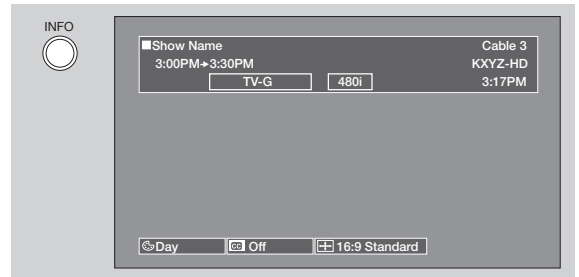 INFO
Show Name Cable 3
3:00PM→3:30PM KXYZ-HD
TV-G 480i 3:17PM
Day CC Off 16:9 Standard